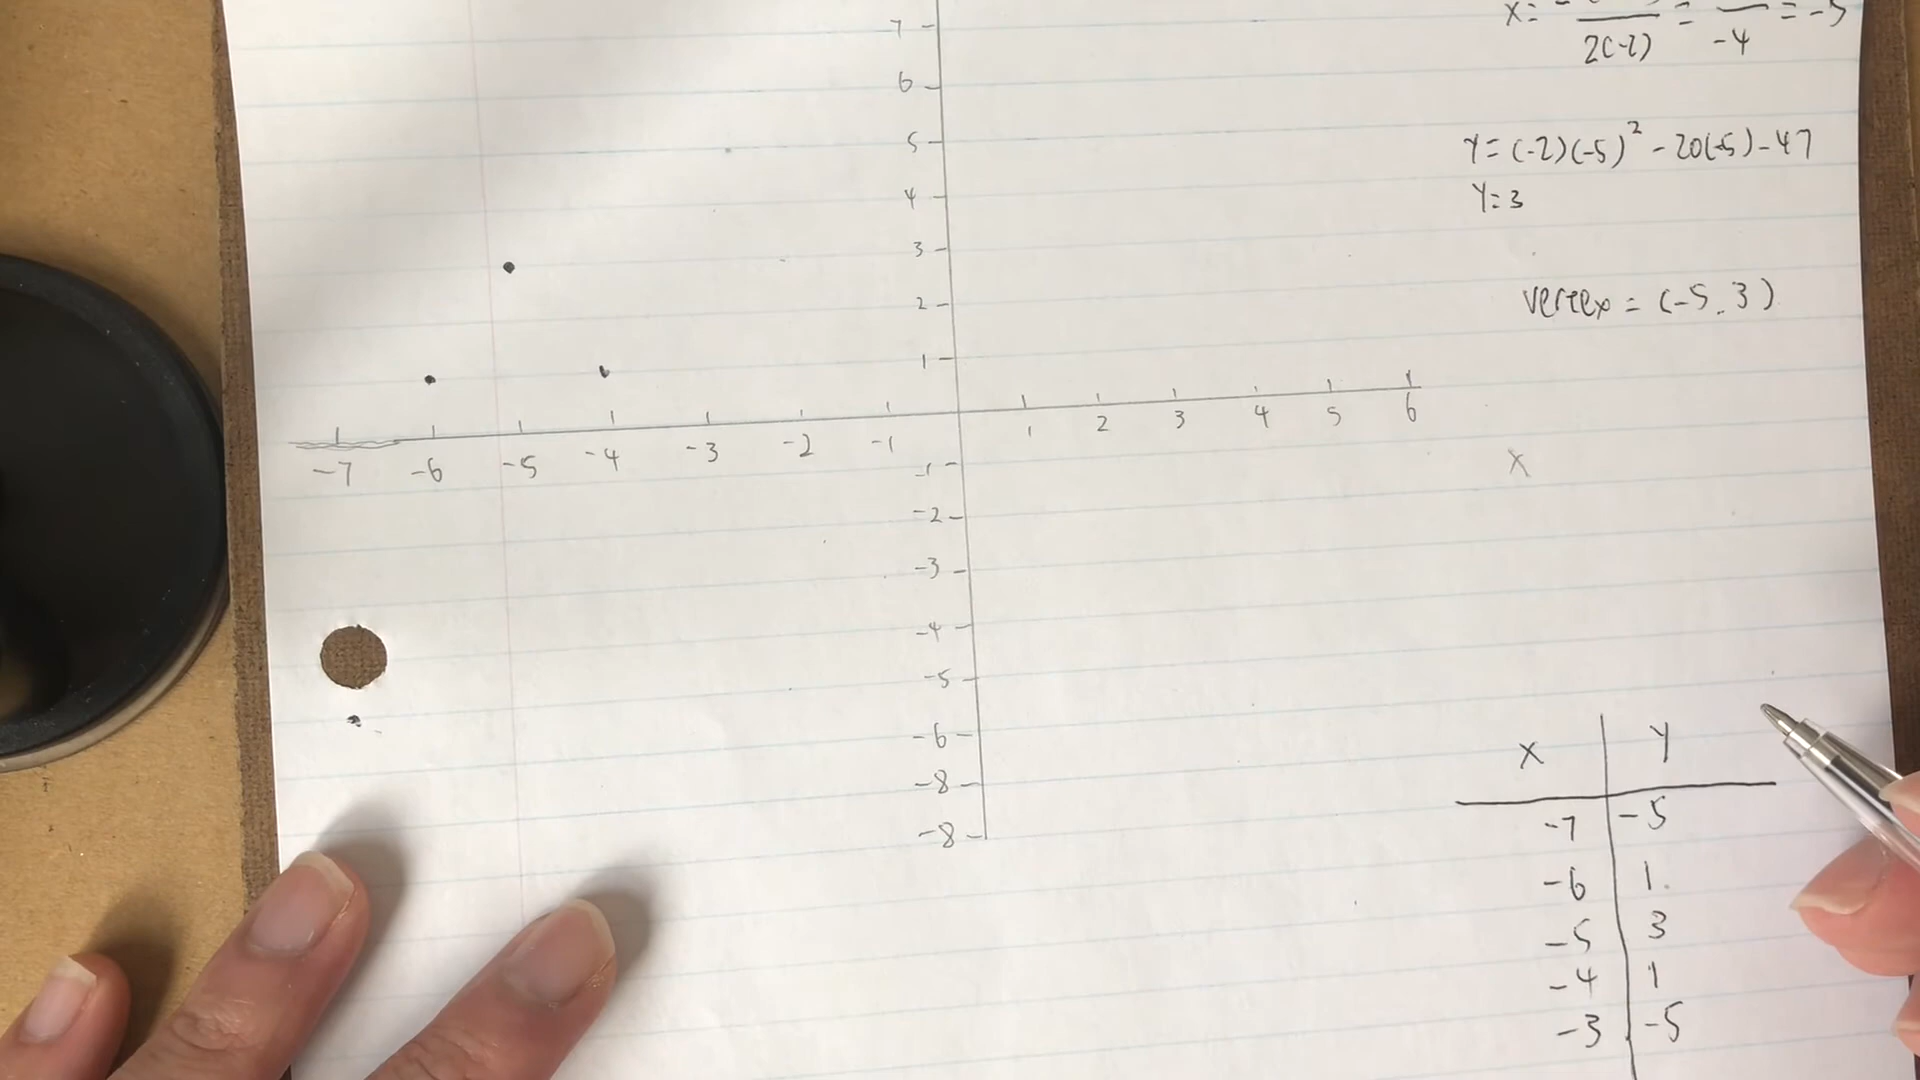 7
6
5
4
3
2
1
-7 -6 -5 -4 -3 -2 -1 1 2 3 4 5 6
X
-1
-2
-3
-4
-5
-6
-8
-8
2(-2) = -4 = -5
Y=(-2)(-5)² -20(-5)-47
Y=3
vertex = (-5.3)
X Y
-7 -5
-6 1.
-5 3
-4 1
-3 -5